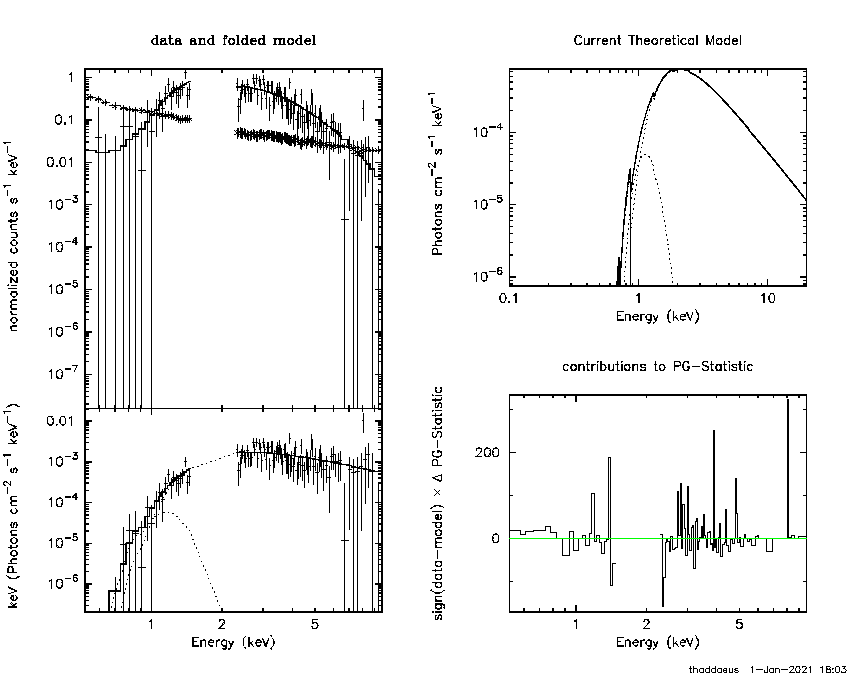 data and folded model
normalized counts s⁻¹ keV⁻¹
1
0.1
0.01
10⁻³
10⁻⁴
10⁻⁵
10⁻⁶
10⁻⁷
keV (Photons cm⁻² s⁻¹ keV⁻¹)
0.01
10⁻³
10⁻⁴
10⁻⁵
10⁻⁶
1
2
5
Energy (keV)
Current Theoretical Model
Photons cm⁻² s⁻¹ keV⁻¹
10⁻⁴
10⁻⁵
10⁻⁶
0.1
1
10
Energy (keV)
contributions to PG−Statistic
sign(data−model) × Δ PG−Statistic
200
0
1
2
5
Energy (keV)
thaddaeus 1−Jan−2021 18:03